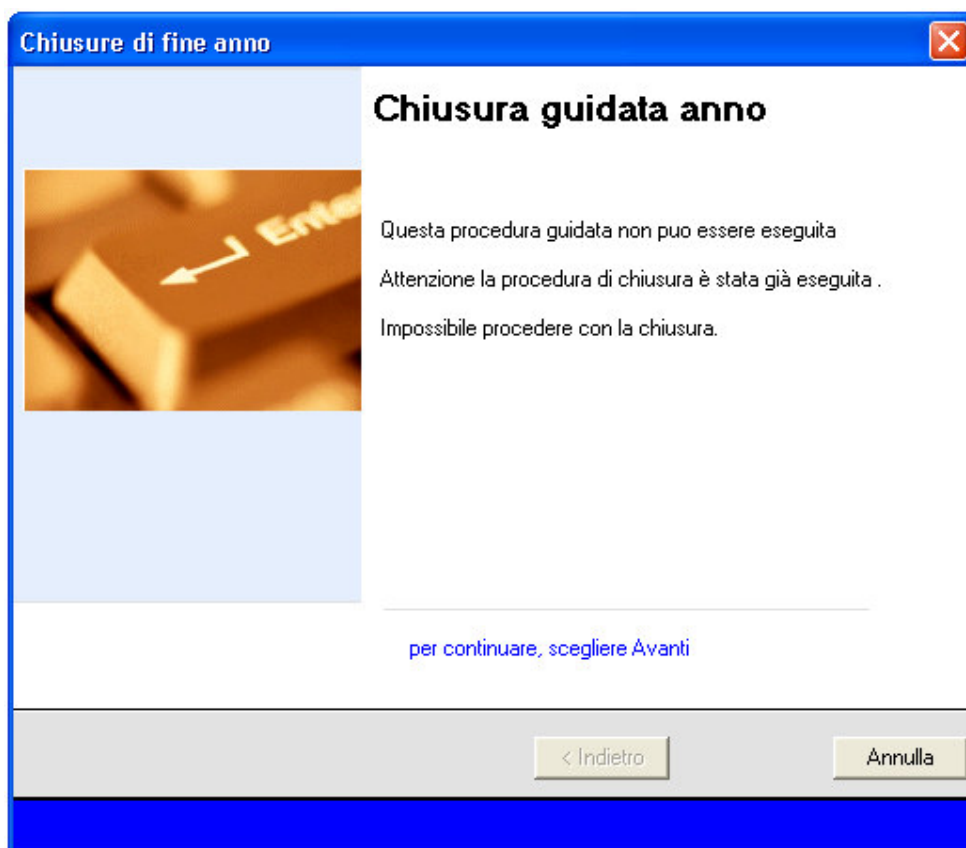 Chiusure di fine anno
Chiusura guidata anno
Enter
Questa procedura guidata non puo essere eseguita
Attenzione la procedura di chiusura è stata già eseguita .
Impossibile procedere con la chiusura.
per continuare, scegliere Avanti
< Indietro
Annulla